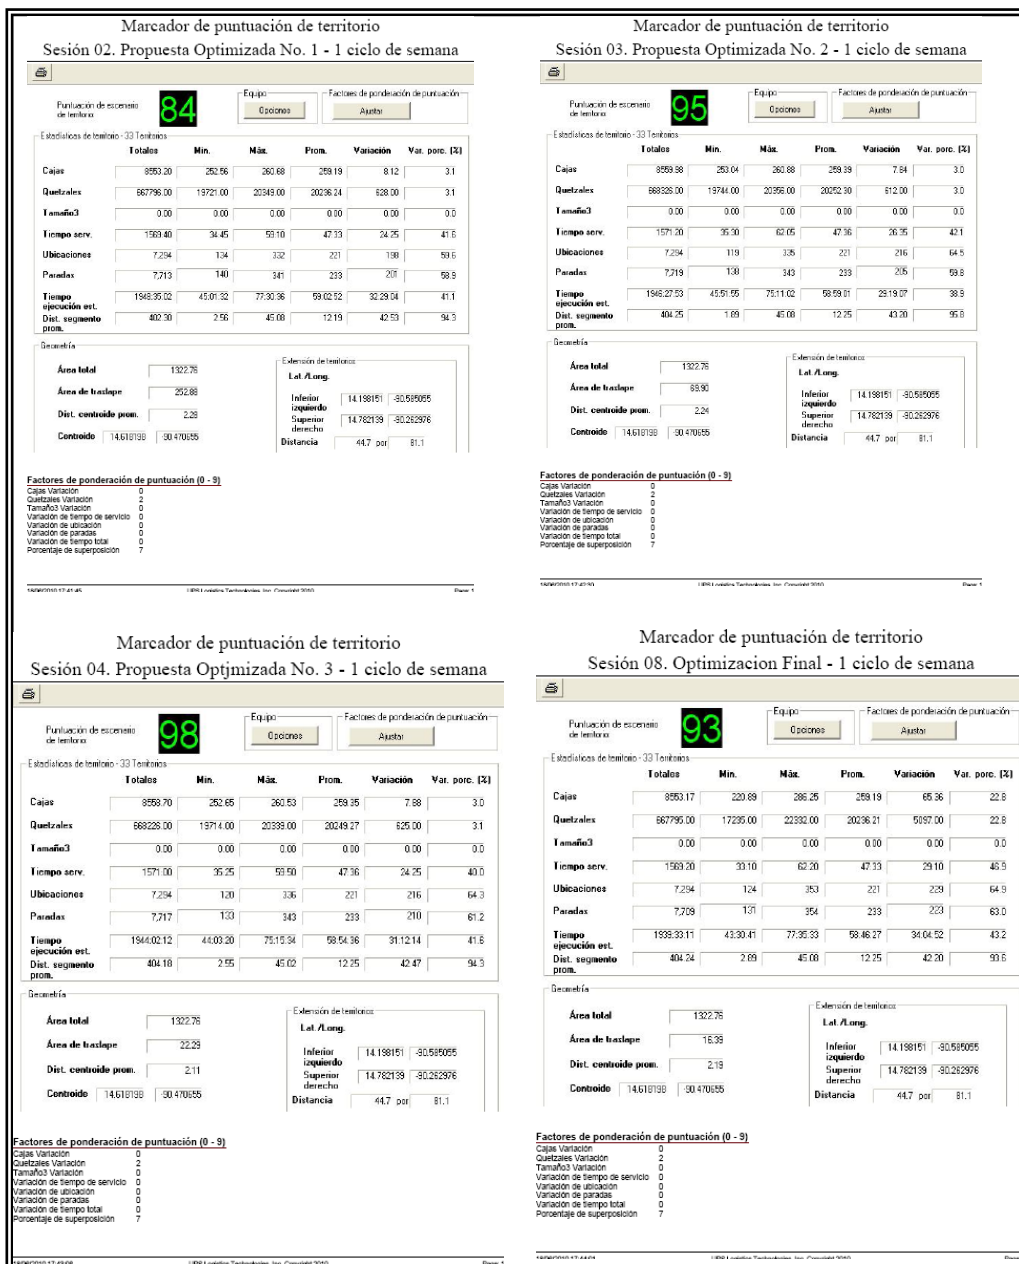 Marcador de puntuación de territorio
Sesión 02. Propuesta Optimizada No. 1 - 1 ciclo de semana
Puntuación de escenario de territorio 84
Equipo
Opciones
Factores de ponderación de puntuación
Ajustar
Estadísticas de territorio - 33 Territorios
Totales Min. Máx. Prom. Variación Var. porc. (%)
Cajas 8553.20 252.56 260.68 259.19 8.12 3.1
Quetzales 667796.00 19721.00 20349.00 20236.24 628.00 3.1
Tamaño3 0.00 0.00 0.00 0.00 0.00 0.0
Tiempo serv. 1569.40 34.45 59.10 47.33 24.25 41.6
Ubicaciones 7,294 134 332 221 198 59.6
Paradas 7,713 140 341 233 201 58.9
Tiempo ejecución est. 1948:35.02 45:01.32 77:30.36 59:02.52 32:29.04 41.1
Dist. segmento prom. 402.30 2.56 45.08 12.19 42.53 94.3
Geometría
Área total 1322.76
Área de traslape 252.88
Dist. centroide prom. 2.28
Centroide 14.618198 -90.470655
Extensión de territorios
Lat./Long.
Inferior izquierdo 14.198151 -90.585055
Superior derecho 14.782139 -90.262976
Distancia 44.7 por 81.1
Factores de ponderación de puntuación (0 - 9)
Cajas Variación 0
Quetzales Variación 2
Tamaño3 Variación 0
Variación de tiempo de servicio 0
Variación de ubicación 0
Variación de paradas 0
Variación de tiempo total 0
Porcentaje de superposición 7
18/06/2010 17:41:45 UPS Logistics Technologies, Inc. Copyright 2010 Page: 1
Marcador de puntuación de territorio
Sesión 03. Propuesta Optimizada No. 2 - 1 ciclo de semana
Puntuación de escenario de territorio 95
Equipo
Opciones
Factores de ponderación de puntuación
Ajustar
Estadísticas de territorio - 33 Territorios
Totales Min. Máx. Prom. Variación Var. porc. (%)
Cajas 8559.98 253.04 260.88 259.39 7.84 3.0
Quetzales 668326.00 19744.00 20356.00 20252.30 612.00 3.0
Tamaño3 0.00 0.00 0.00 0.00 0.00 0.0
Tiempo serv. 1571.20 35.30 62.05 47.36 26.35 42.1
Ubicaciones 7,294 119 335 221 216 64.5
Paradas 7,719 138 343 233 205 59.8
Tiempo ejecución est. 1946:27.53 45:51.55 75:11.02 58:59.01 29:19.07 38.9
Dist. segmento prom. 404.25 1.89 45.08 12.25 43.20 95.8
Geometría
Área total 1322.76
Área de traslape 69.90
Dist. centroide prom. 2.24
Centroide 14.618198 -90.470655
Extensión de territorios
Lat./Long.
Inferior izquierdo 14.198151 -90.585055
Superior derecho 14.782139 -90.262976
Distancia 44.7 por 81.1
Factores de ponderación de puntuación (0 - 9)
Cajas Variación 0
Quetzales Variación 2
Tamaño3 Variación 0
Variación de tiempo de servicio 0
Variación de ubicación 0
Variación de paradas 0
Variación de tiempo total 0
Porcentaje de superposición 7
18/06/2010 17:42:30 UPS Logistics Technologies, Inc. Copyright 2010 Page: 1
Marcador de puntuación de territorio
Sesión 04. Propuesta Optjmizada No. 3 - 1 ciclo de semana
Puntuación de escenario de territorio 98
Equipo
Opciones
Factores de ponderación de puntuación
Ajustar
Estadísticas de territorio - 33 Territorios
Totales Min. Máx. Prom. Variación Var. porc. (%)
Cajas 8558.70 252.65 260.53 259.35 7.88 3.0
Quetzales 668226.00 19714.00 20339.00 20249.27 625.00 3.1
Tamaño3 0.00 0.00 0.00 0.00 0.00 0.0
Tiempo serv. 1571.00 35.25 59.50 47.36 24.25 40.0
Ubicaciones 7,294 120 336 221 216 64.3
Paradas 7,717 133 343 233 210 61.2
Tiempo ejecución est. 1944:02.12 44:03.20 75:15.34 58:54.36 31:12.14 41.6
Dist. segmento prom. 404.18 2.55 45.02 12.25 42.47 94.3
Geometría
Área total 1322.76
Área de traslape 22.29
Dist. centroide prom. 2.11
Centroide 14.618198 -90.470655
Extensión de territorios
Lat./Long.
Inferior izquierdo 14.198151 -90.585055
Superior derecho 14.782139 -90.262976
Distancia 44.7 por 81.1
Factores de ponderación de puntuación (0 - 9)
Cajas Variación 0
Quetzales Variación 2
Tamaño3 Variación 0
Variación de tiempo de servicio 0
Variación de ubicación 0
Variación de paradas 0
Variación de tiempo total 0
Porcentaje de superposición 7
UPS Logistics Technologies, Inc. Copyright 2010
Marcador de puntuación de territorio
Sesión 08. Optimizacion Final - 1 ciclo de semana
Puntuación de escenario de territorio 93
Equipo
Opciones
Factores de ponderación de puntuación
Ajustar
Estadísticas de territorio - 33 Territorios
Totales Min. Máx. Prom. Variación Var. porc. (%)
Cajas 8553.17 220.89 286.25 259.19 65.36 22.8
Quetzales 667795.00 17235.00 22332.00 20236.21 5097.00 22.8
Tamaño3 0.00 0.00 0.00 0.00 0.00 0.0
Tiempo serv. 1569.20 33.10 62.20 47.33 29.10 46.9
Ubicaciones 7,294 124 353 221 229 64.9
Paradas 7,709 131 354 233 223 63.0
Tiempo ejecución est. 1939:33.11 43:30.41 77:35.33 58:46.27 34:04.52 43.2
Dist. segmento prom. 404.24 2.89 45.08 12.25 42.20 93.6
Geometría
Área total 1322.76
Área de traslape 16.39
Dist. centroide prom. 2.19
Centroide 14.618198 -90.470655
Extensión de territorios
Lat./Long.
Inferior izquierdo 14.198151 -90.585055
Superior derecho 14.782139 -90.262976
Distancia 44.7 por 81.1
Factores de ponderación de puntuación (0 - 9)
Cajas Variación 0
Quetzales Variación 2
Tamaño3 Variación 0
Variación de tiempo de servicio 0
Variación de ubicación 0
Variación de paradas 0
Variación de tiempo total 0
Porcentaje de superposición 7